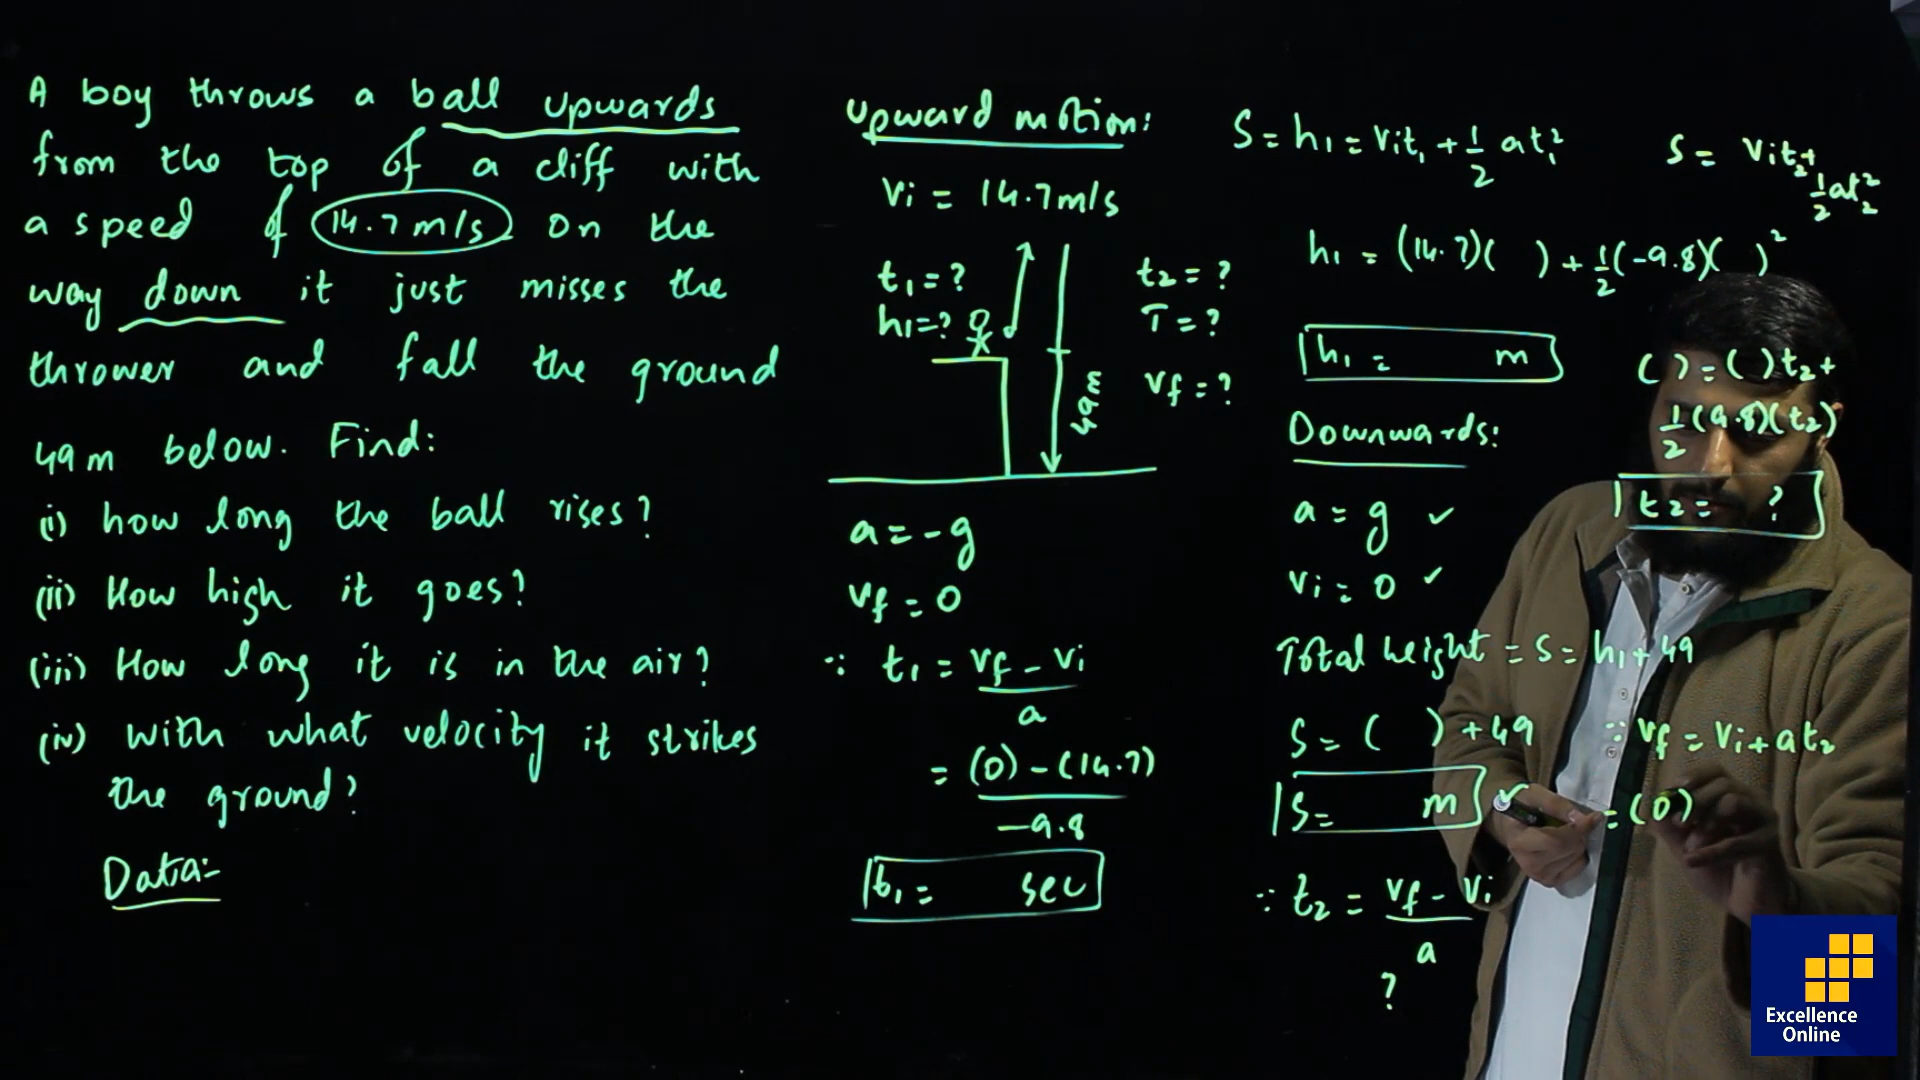 A boy throws a ball upwards
from the top of a cliff with
a speed of 14.7 m/s on the
way down it just misses the
thrower and fall the ground
49m below. Find:
(i) how long the ball rises?
(ii) How high it goes?
(iii) How long it is in the air?
(iv) with what velocity it strikes
the ground?
Data:-
Upward motion:
Vi = 14.7m/s
t1 = ?
h1 = ?
49m
t2 = ?
T = ?
Vf = ?
a = -g
Vf = 0
∵ t1 = Vf - Vi / a
= (0) - (14.7) / -9.8
t1 = sec
S = h1 = Vit1 + 1/2 at1²
h1 = (14.7)( ) + 1/2(-9.8)( )²
h1 = m
Downwards:
a = g ✓
Vi = 0 ✓
Total height = S = h1 + 49
S = ( ) + 49
S = m ✓
∵ t2 = Vf - Vi / a
?
S = Vit2 +
1/2 at2²
( ) = ( )t2 +
1/2 (9.8)(t2)
t2 = ?
∵ Vf = Vi + at2
= (0)
Excellence
Online